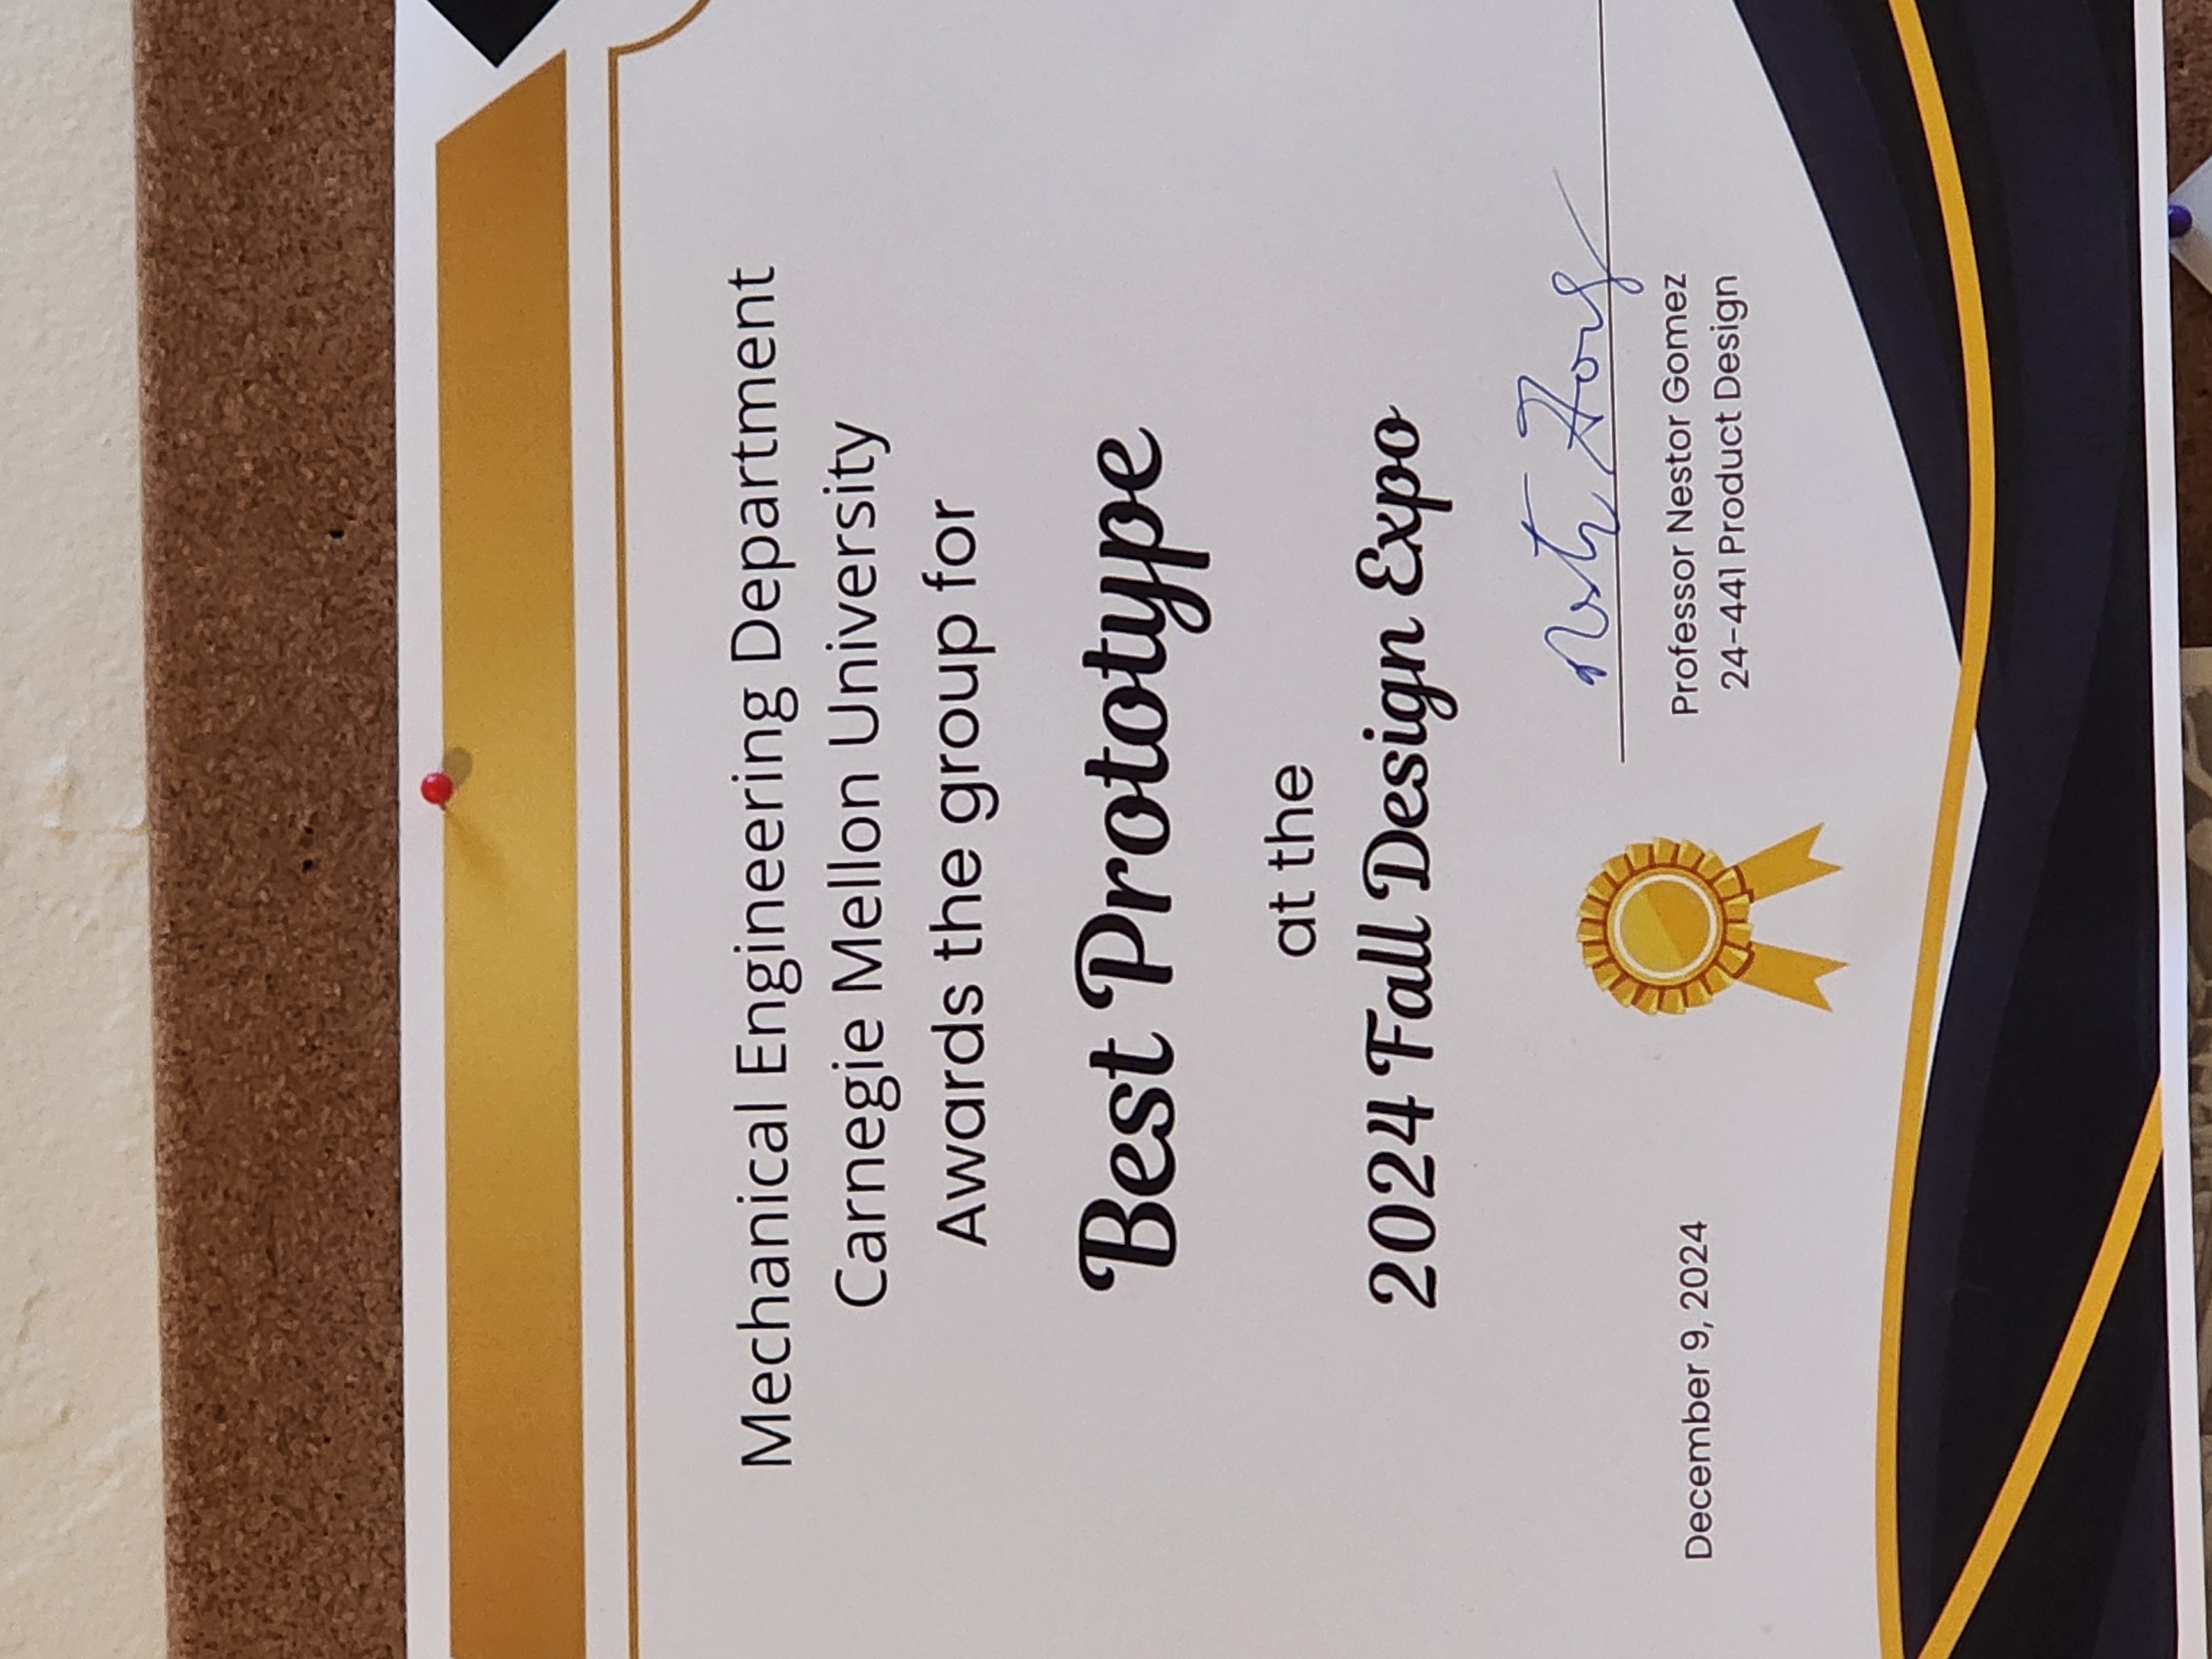 Mechanical Engineering Department
Carnegie Mellon University
Awards the group for
Best Prototype
at the
2024 Fall Design Expo
December 9, 2024
Professor Nestor Gomez
24-441 Product Design